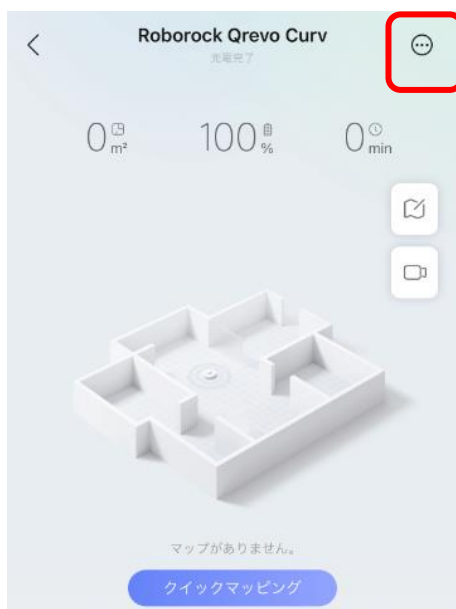 Roborock Qrevo Curv
充電完了
0 m²
100 %
0 min
マップがありません。
クイックマッピング